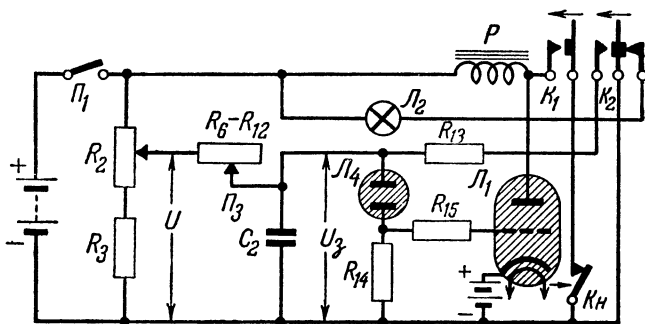 P
П₁
К₁
К₂
Л₂
R₆–R₁₂
R₁₃
R₂
Л₄
Л₁
П₃
U
U₃
R₁₅
C₂
R₃
R₁₄
+
−
+
−
Кн